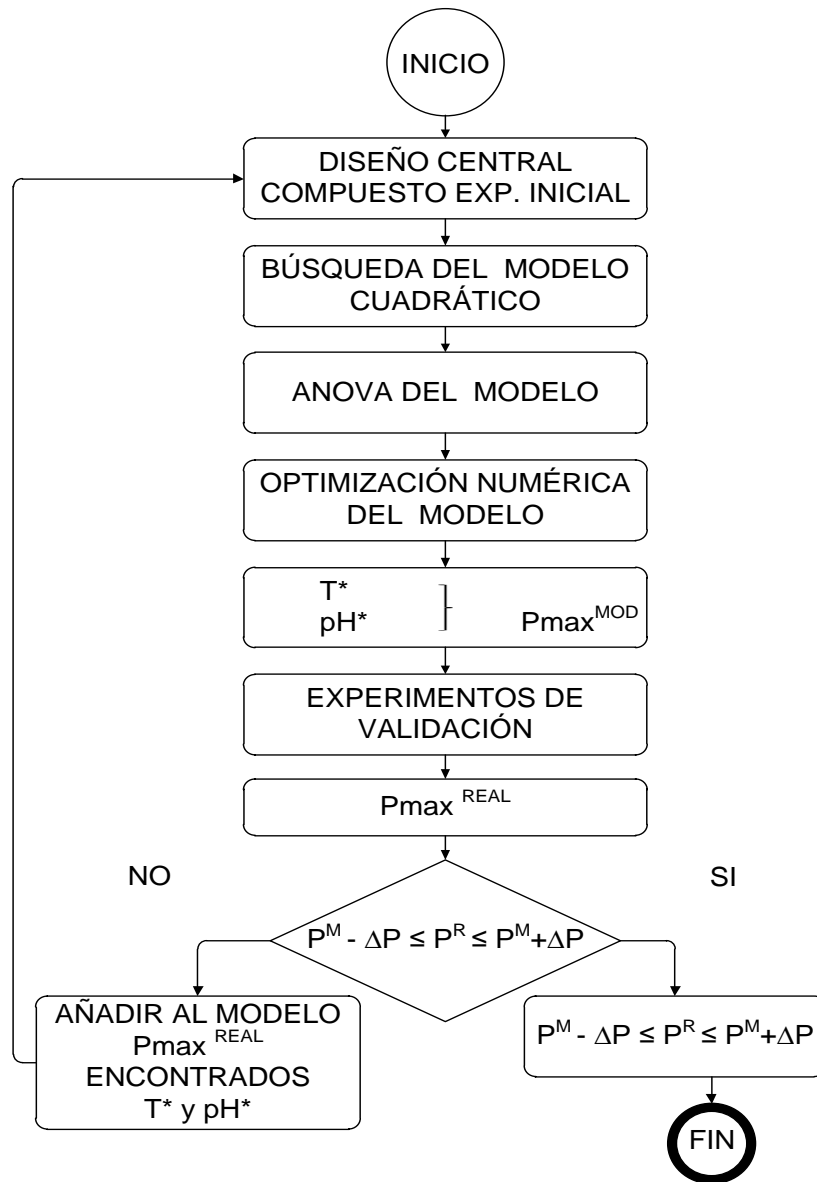 INICIO
DISEÑO CENTRAL
COMPUESTO EXP. INICIAL
BÚSQUEDA DEL MODELO
CUADRÁTICO
ANOVA DEL MODELO
OPTIMIZACIÓN NUMÉRICA
DEL MODELO
T*
pH*
Pmax^MOD
EXPERIMENTOS DE
VALIDACIÓN
Pmax ^REAL
NO
SI
P^M - ΔP ≤ P^R ≤ P^M+ΔP
AÑADIR AL MODELO
Pmax ^REAL
ENCONTRADOS
T* y pH*
P^M - ΔP ≤ P^R ≤ P^M+ΔP
FIN